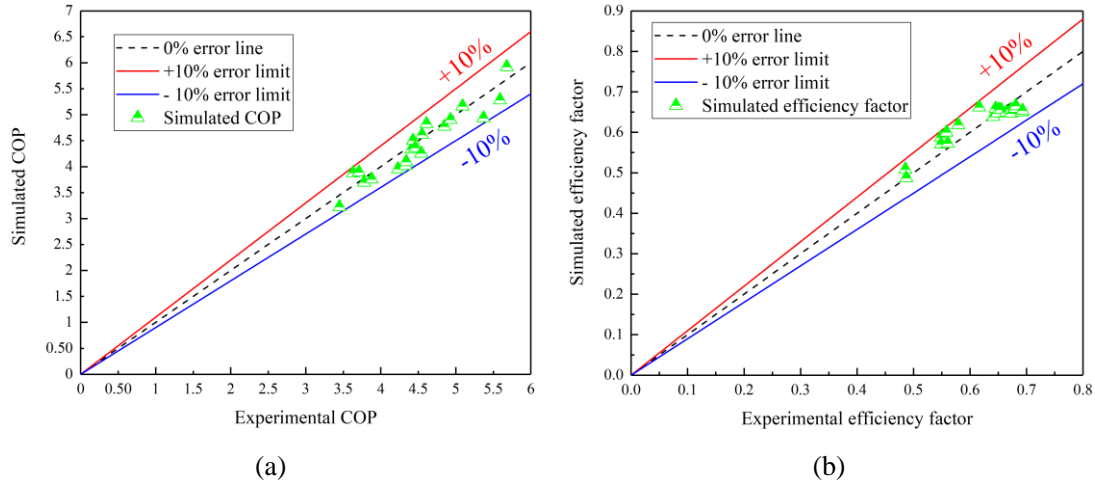 7
6.5
6
5.5
5
4.5
4
3.5
3
2.5
2
1.5
1
0.50
0
Simulated COP
0% error line
+10% error limit
- 10% error limit
Simulated COP
+10%
-10%
0 0.50 1 1.5 2 2.5 3 3.5 4 4.5 5 5.5 6
Experimental COP
(a)
0.9
0.8
0.7
0.6
0.5
0.4
0.3
0.2
0.1
0.0
Simulated efficiency factor
0% error line
+10% error limit
- 10% error limit
Simulated efficiency factor
+10%
-10%
0.0 0.1 0.2 0.3 0.4 0.5 0.6 0.7 0.8
Experimental efficiency factor
(b)